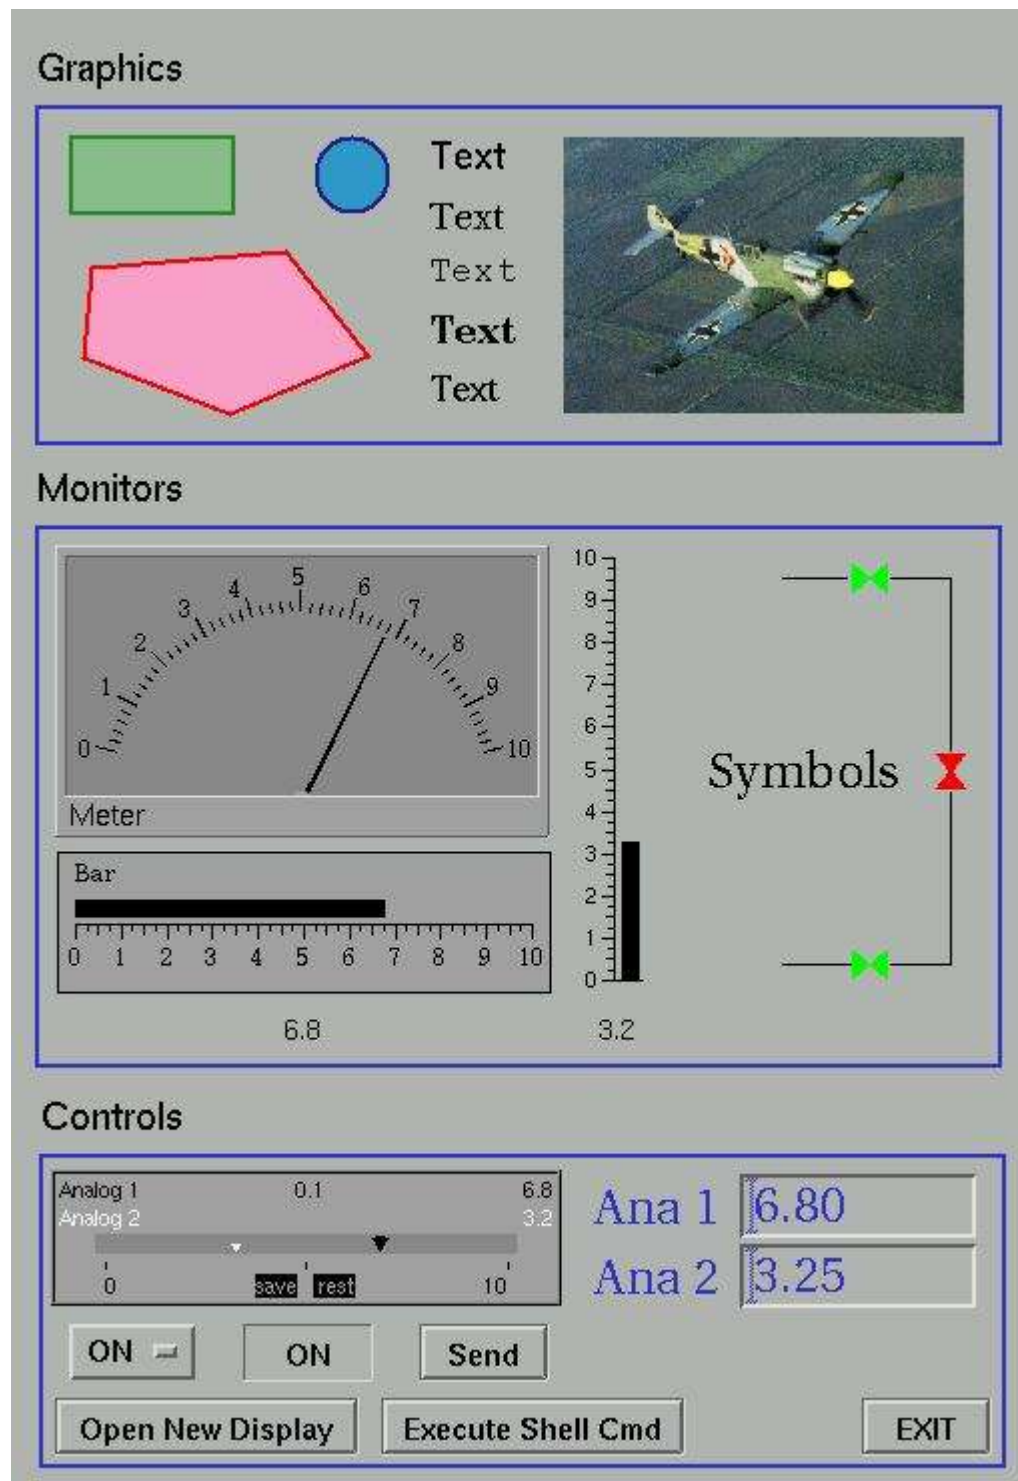 Graphics
Text
Text
Text
Text
Text
Monitors
0 1 2 3 4 5 6 7 8 9 10
Meter
Bar
0 1 2 3 4 5 6 7 8 9 10
6.8
10
9
8
7
6
5
4
3
2
1
0
3.2
Symbols
Controls
Analog 1 0.1 6.8
Analog 2 3.2
0 save rest 10
Ana 1 6.80
Ana 2 3.25
ON ON Send
Open New Display Execute Shell Cmd EXIT